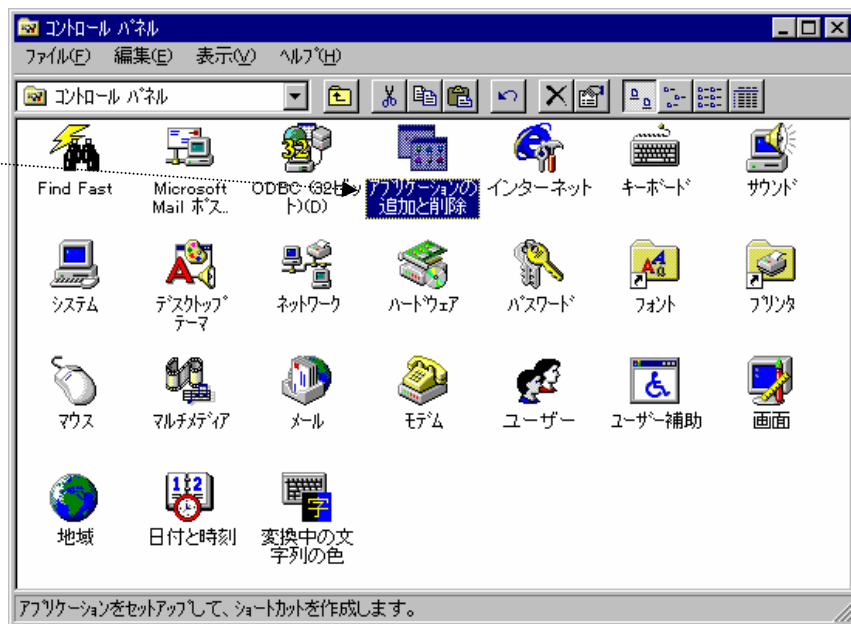 コントロール パネル
ファイル(F) 編集(E) 表示(V) ヘルプ(H)
コントロール パネル
Find Fast
Microsoft
Mail ポス..
ODBC (32ビッ
ト)(D)
アプリケーションの
追加と削除
インターネット
キーボード
サウンド
システム
デスクトップ
テーマ
ネットワーク
ハードウェア
パスワード
フォント
プリンタ
マウス
マルチメディア
メール
モデム
ユーザー
ユーザー補助
画面
地域
日付と時刻
変換中の文
字列の色
アプリケーションをセットアップして、ショートカットを作成します。